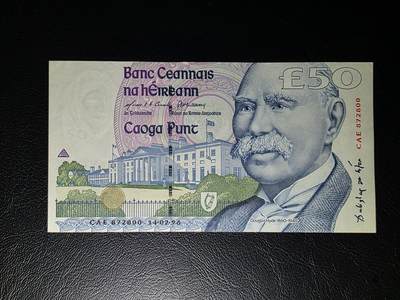 Banc Ceannais
na hÉireann
£50
Caoga Punt
CAE 872800
CAE 872800 14-02-96